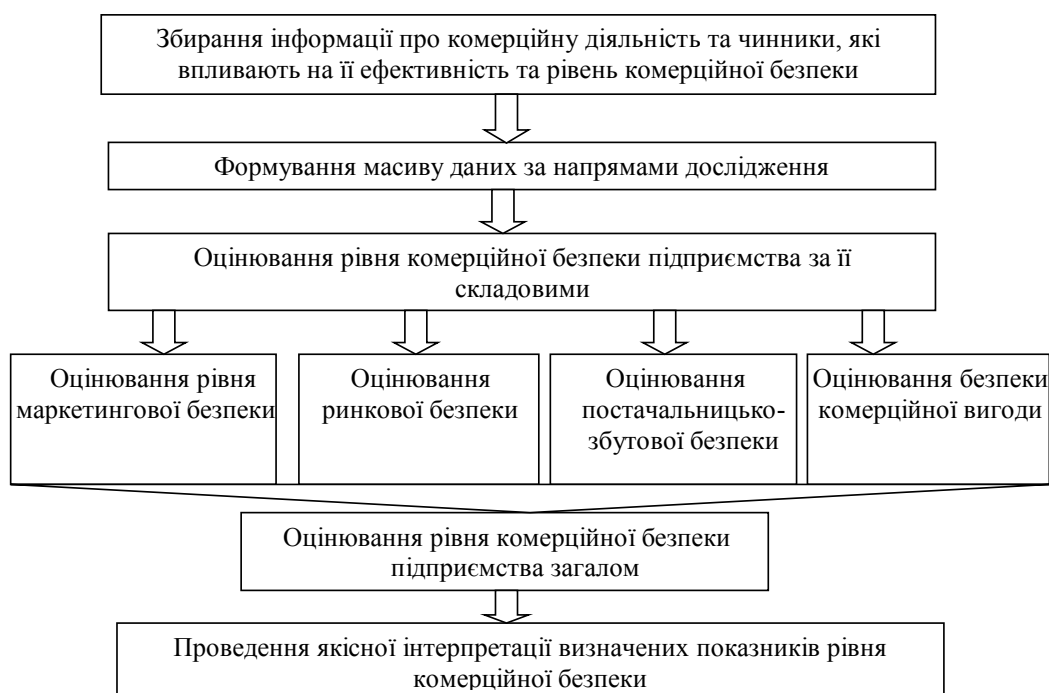 Збирання інформації про комерційну діяльність та чинники, які
впливають на її ефективність та рівень комерційної безпеки
Формування масиву даних за напрямами дослідження
Оцінювання рівня комерційної безпеки підприємства за її
складовими
Оцінювання рівня
маркетингової безпеки
Оцінювання
ринкової безпеки
Оцінювання
постачальницько-
збутової безпеки
Оцінювання безпеки
комерційної вигоди
Оцінювання рівня комерційної безпеки
підприємства загалом
Проведення якісної інтерпретації визначених показників рівня
комерційної безпеки